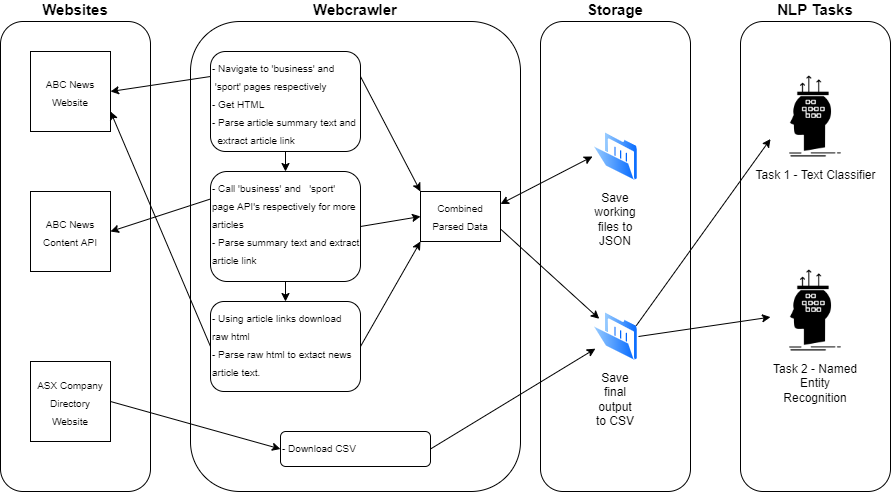 Websites
Webcrawler
Storage
NLP Tasks
ABC News
Website
ABC News
Content API
ASX Company
Directory
Website
- Navigate to 'business' and
'sport' pages respectively
- Get HTML
- Parse article summary text and
extract article link
- Call 'business' and 'sport'
page API's respectively for more
articles
- Parse summary text and extract
article link
- Using article links download
raw html
- Parse raw html to extact news
article text.
- Download CSV
Combined
Parsed Data
Save
working
files to
JSON
Save
final
output
to CSV
Task 1 - Text Classifier
Task 2 - Named
Entity
Recognition